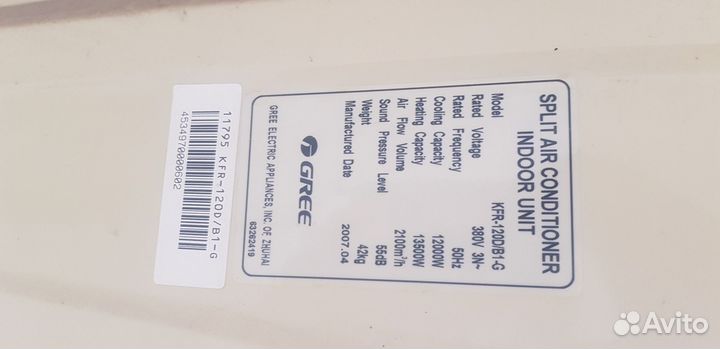 SPLIT AIR CONDITIONER
INDOOR UNIT
Model KFR-120D/B1-G
Rated Voltage 380V 3N~
Rated Frequency 50Hz
Cooling Capacity 12000W
Heating Capacity 13500W
Air Flow Volume 2100m³/h
Sound Pressure Level 55dB
Weight 42kg
Manufactured Date 2007.04
GREE
GREE ELECTRIC APPLIANCES, INC. OF ZHUHAI
63262419
11795 KFR-120D/B1-G
4534970000602
Avito